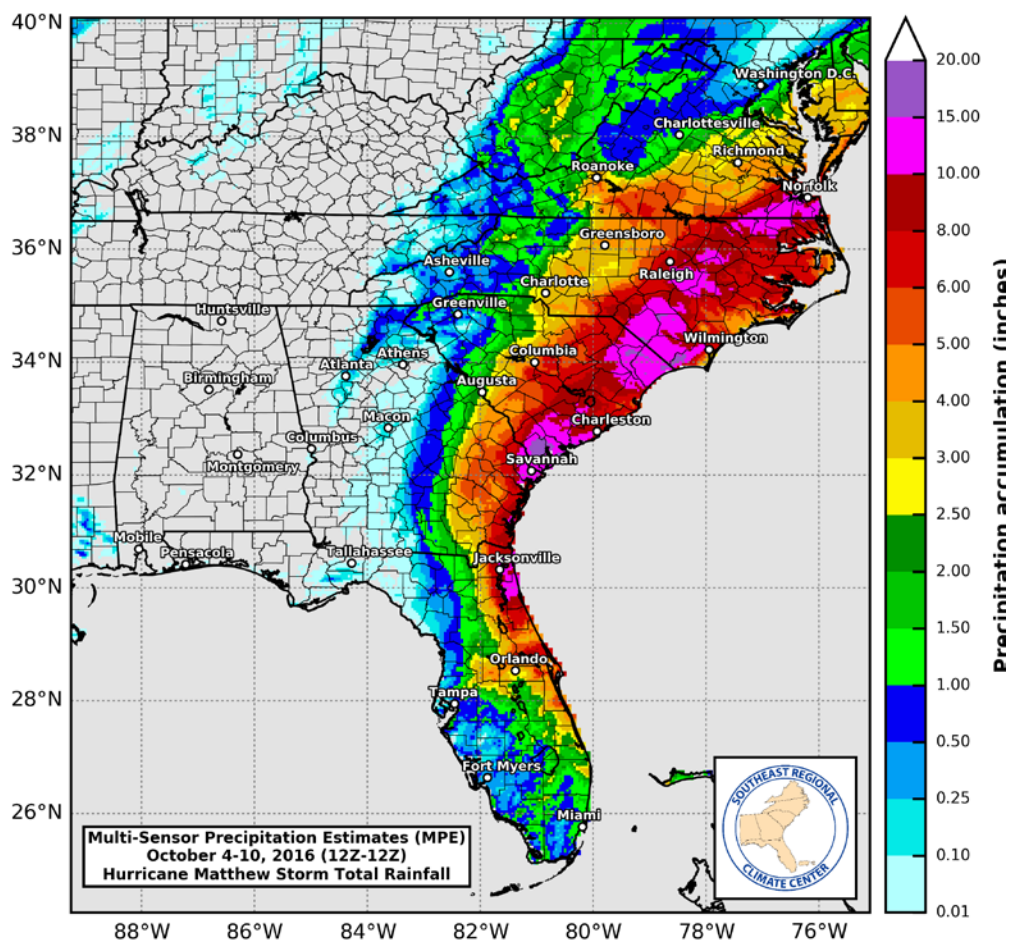 40°N
38°N
36°N
34°N
32°N
30°N
28°N
26°N
88°W
86°W
84°W
82°W
80°W
78°W
76°W
Washington D.C.
Charlottesville
Richmond
Roanoke
Norfolk
Greensboro
Raleigh
Asheville
Charlotte
Greenville
Huntsville
Wilmington
Athens
Columbia
Atlanta
Birmingham
Augusta
Macon
Charleston
Columbus
Savannah
Montgomery
Mobile
Pensacola
Tallahassee
Jacksonville
Orlando
Tampa
Fort Myers
Miami
Multi-Sensor Precipitation Estimates (MPE)
October 4-10, 2016 (12Z-12Z)
Hurricane Matthew Storm Total Rainfall
SOUTHEAST REGIONAL
CLIMATE CENTER
20.00
15.00
10.00
8.00
6.00
5.00
4.00
3.00
2.50
2.00
1.50
1.00
0.50
0.25
0.10
0.01
Precipitation accumulation (inches)